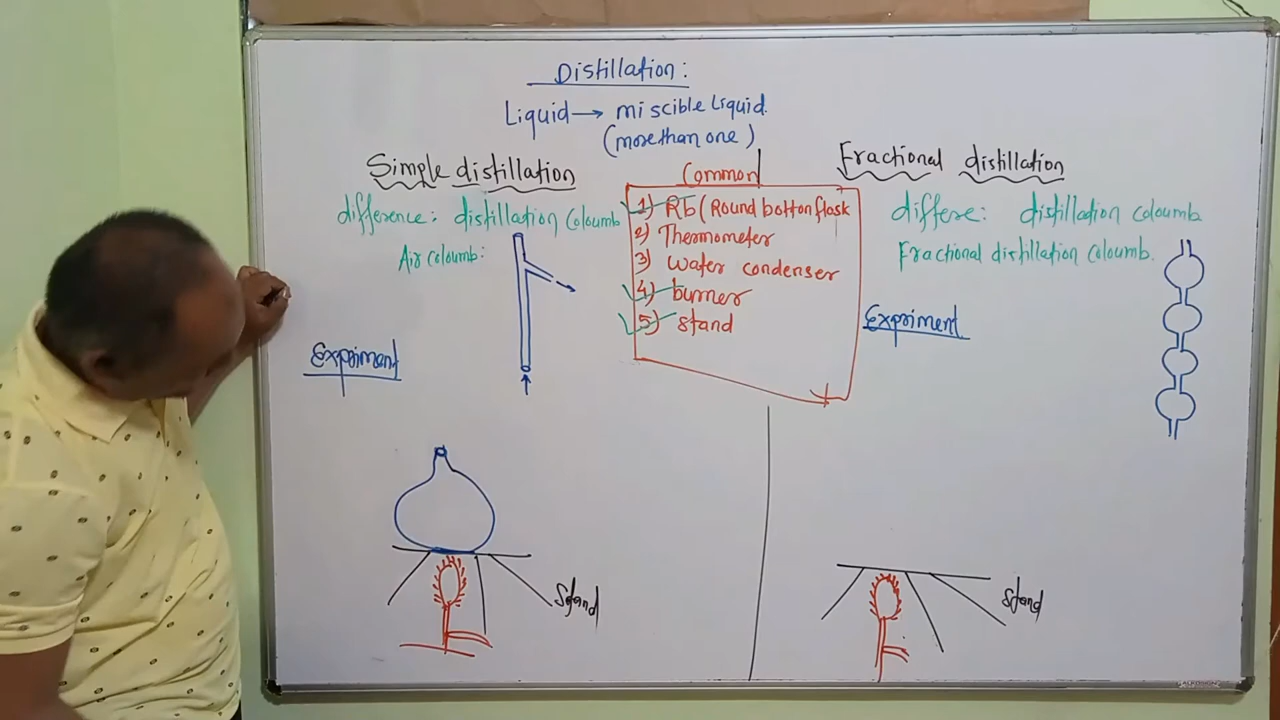 Distillation:
Liquid → miscible Liquid.
(more than one)
Simple distillation
difference: distillation Coloumb
Air coloumb:
Expriment
Stand
Common
1) Rb (Round botton flask
2) Thermometer
3) Water condenser
4) burner
5) stand
Fractional distillation
differe: distillation coloumb
Fractional distillation coloumb.
Expriment
Stand